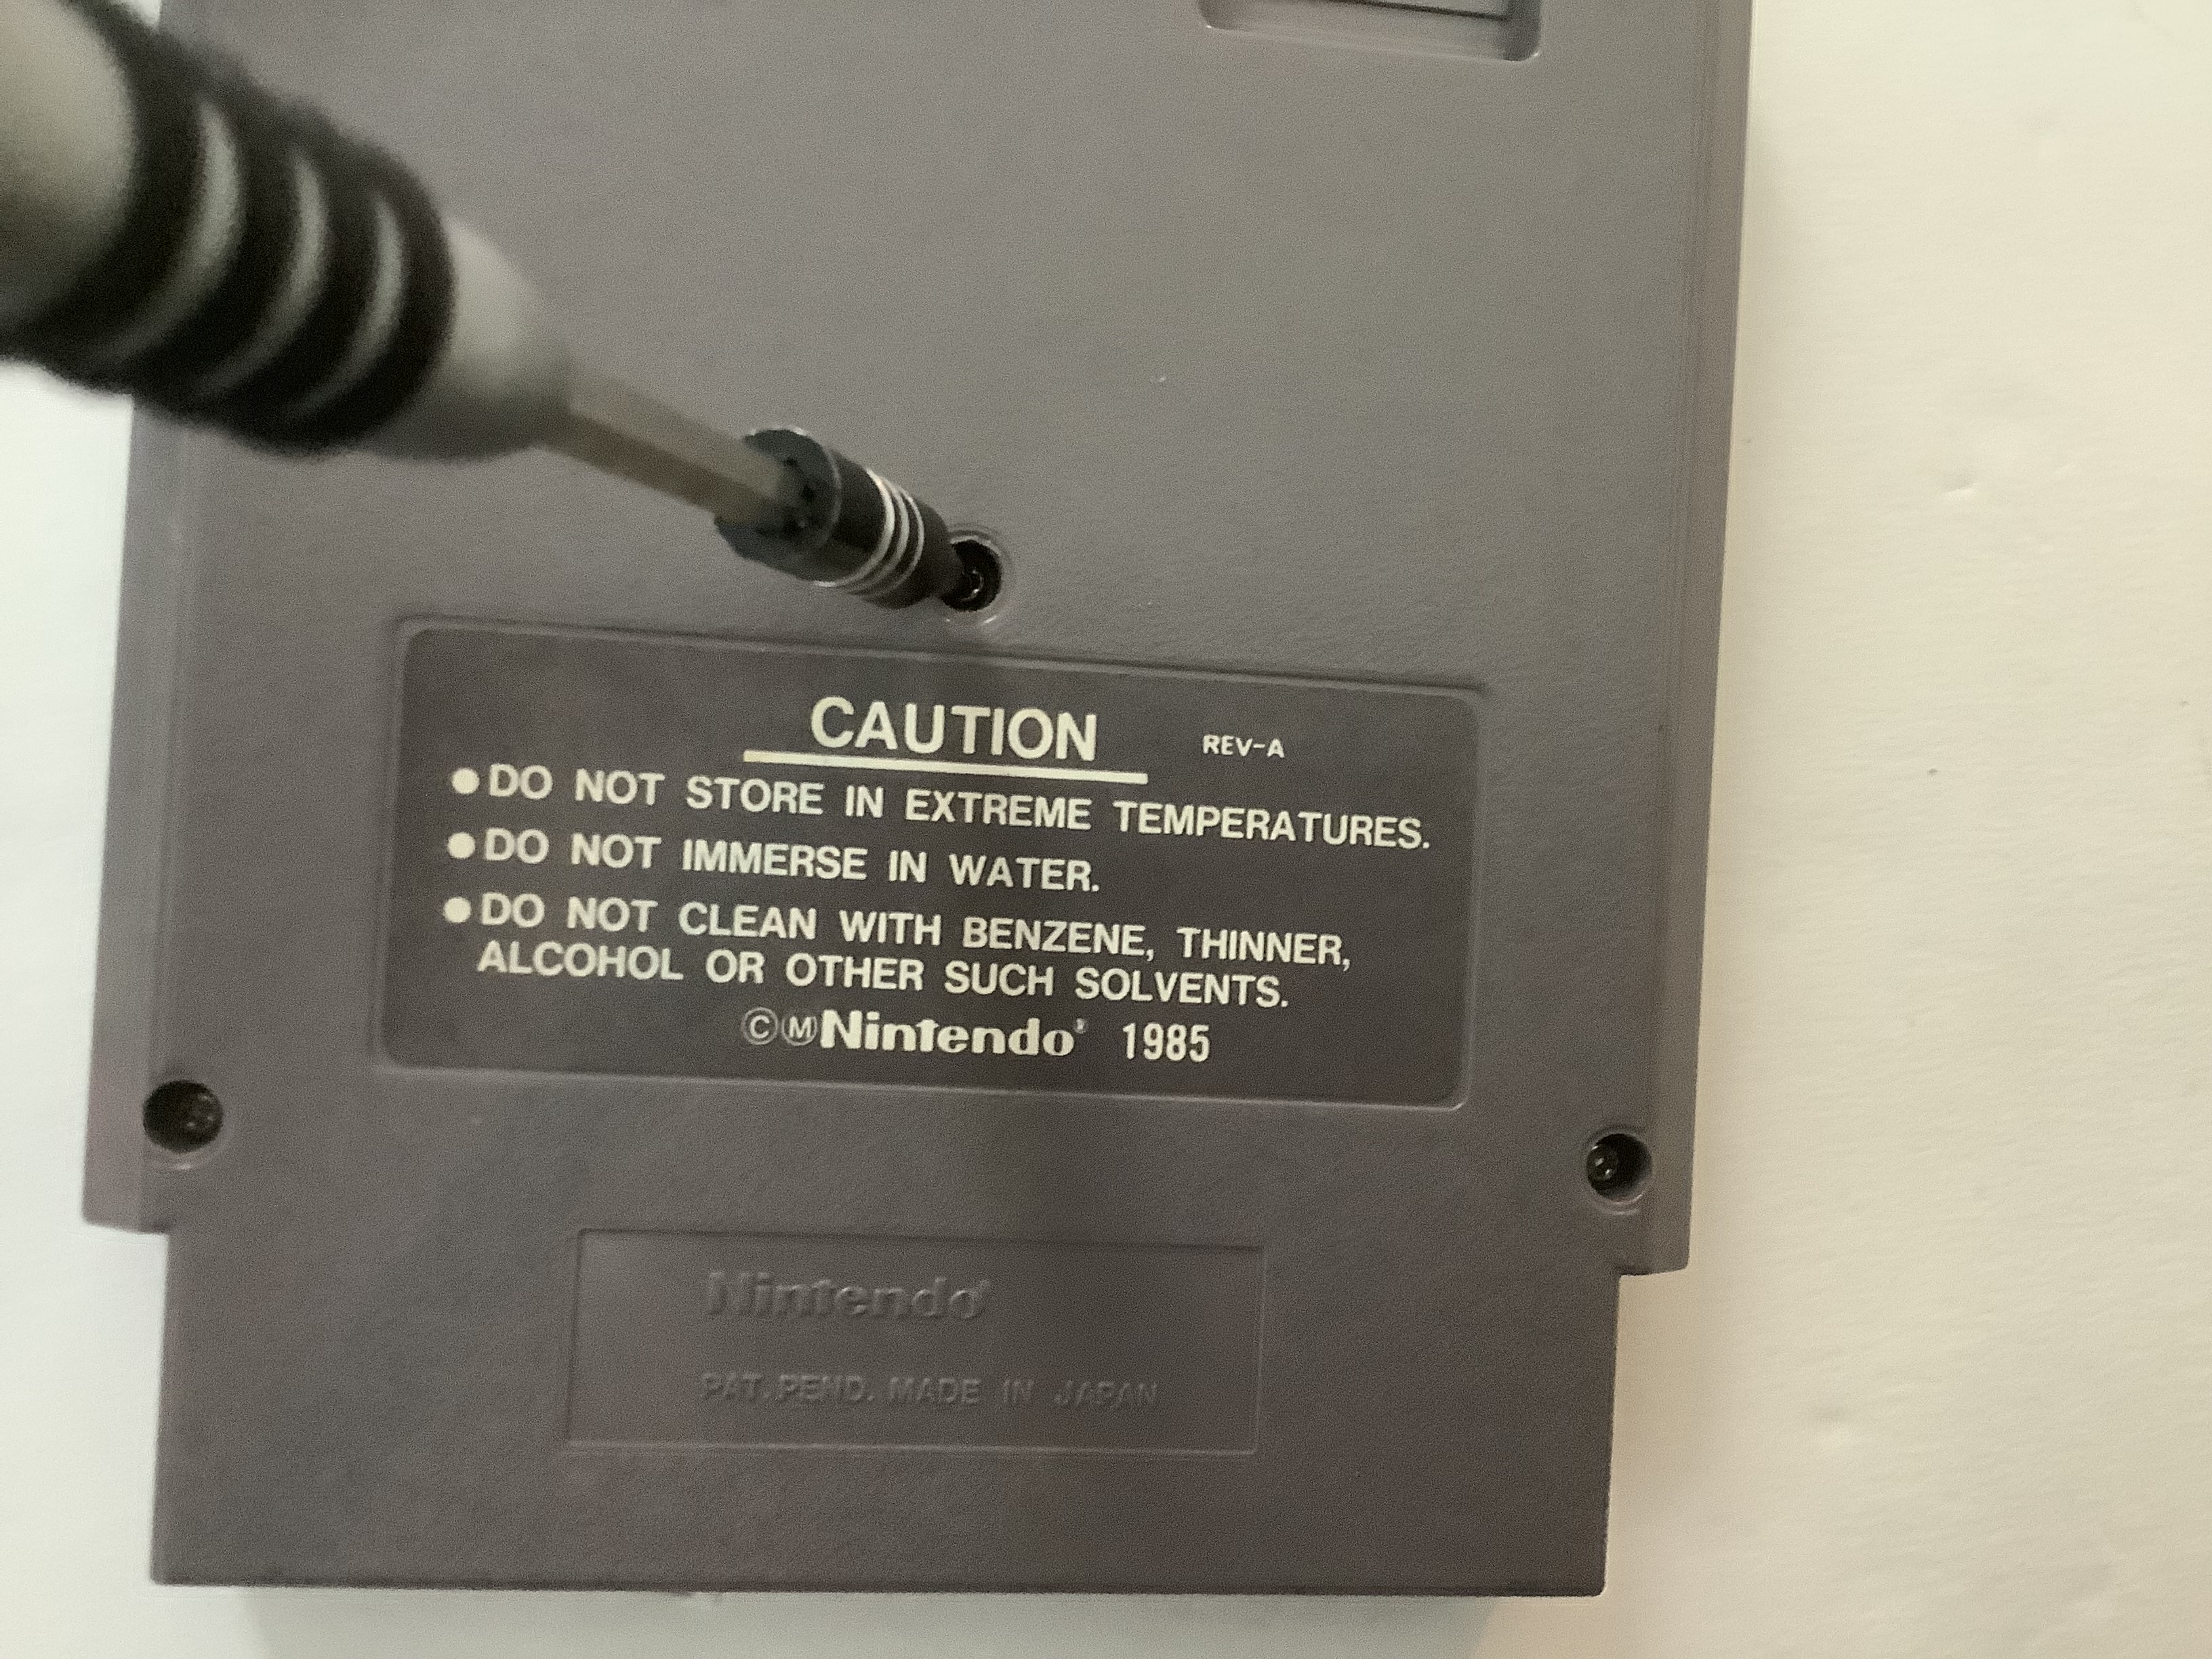 CAUTION REV-A
●DO NOT STORE IN EXTREME TEMPERATURES.
●DO NOT IMMERSE IN WATER.
●DO NOT CLEAN WITH BENZENE, THINNER,
ALCOHOL OR OTHER SUCH SOLVENTS.
©ⓂNintendo® 1985
Nintendo®
PAT.PEND. MADE IN JAPAN